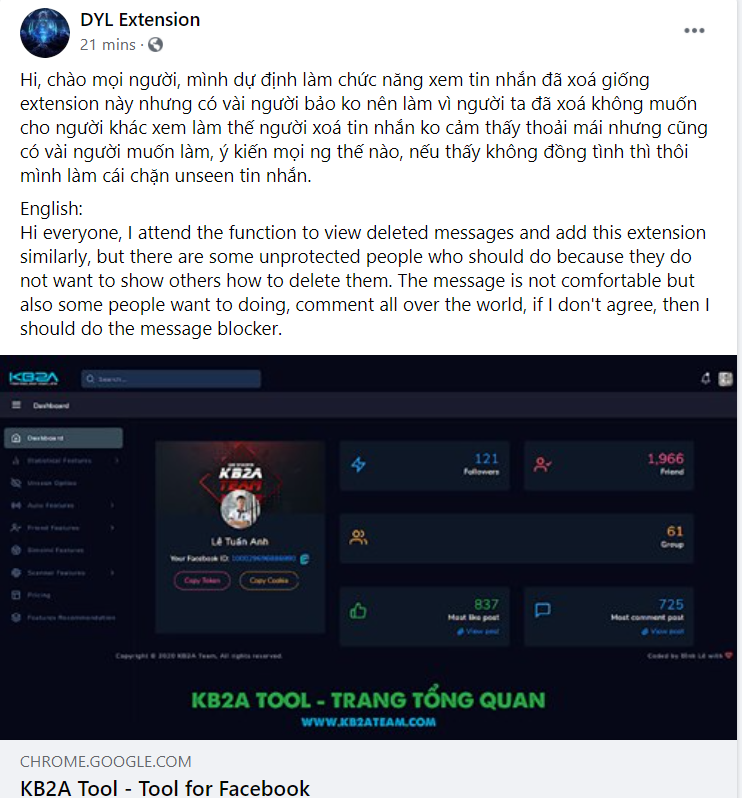 DYL Extension
21 mins ·
Hi, chào mọi người, mình dự định làm chức năng xem tin nhắn đã xoá giống
extension này nhưng có vài người bảo ko nên làm vì người ta đã xoá không muốn
cho người khác xem làm thế người xoá tin nhắn ko cảm thấy thoải mái nhưng cũng
có vài người muốn làm, ý kiến mọi ng thế nào, nếu thấy không đồng tình thì thôi
mình làm cái chặn unseen tin nhắn.
English:
Hi everyone, I attend the function to view deleted messages and add this extension
similarly, but there are some unprotected people who should do because they do
not want to show others how to delete them. The message is not comfortable but
also some people want to doing, comment all over the world, if I don't agree, then I
should do the message blocker.
KB2A
Search...
Dashboard
Dashboard
Statistical Features
Unseen Option
Auto Features
Friend Features
Features
Scanner Features
Pricing
Features Recommendation
KB2A
TEAM
Lê Tuấn Anh
Your Facebook ID:
Copy Token
Copy Cookie
121
Followers
1,966
Friend
61
Group
837
Most like post
View post
725
Most comment post
View post
Copyright © 2020 KB2A Team, All rights reserved.
Coded by Bình Lê with
KB2A TOOL - TRANG TỔNG QUAN
WWW.KB2ATEAM.COM
CHROME.GOOGLE.COM
KB2A Tool - Tool for Facebook